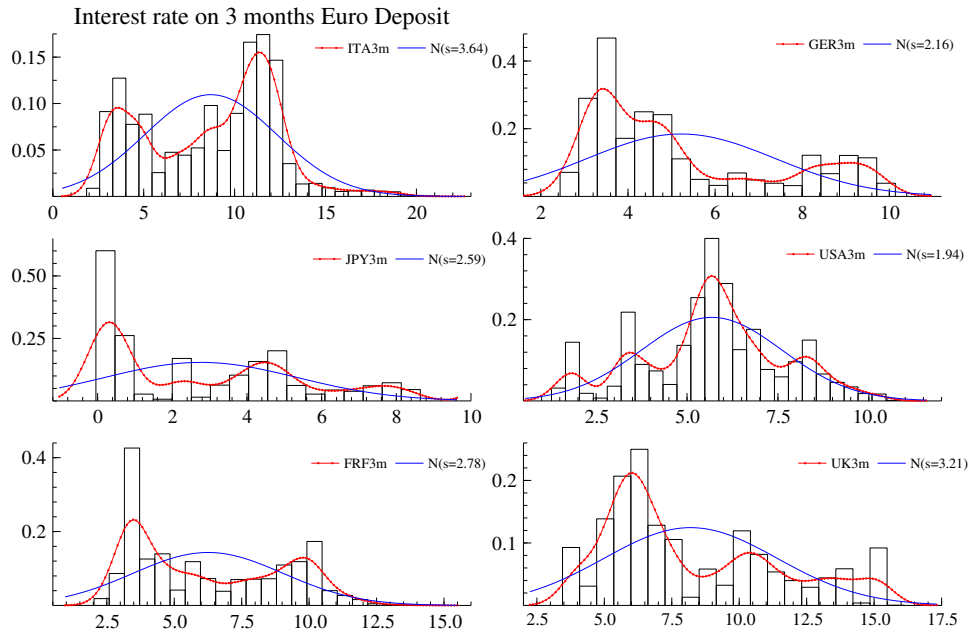 Interest rate on 3 months Euro Deposit
ITA3m N(s=3.64)
0.15
0.10
0.05
0 5 10 15 20
GER3m N(s=2.16)
0.4
0.2
2 4 6 8 10
JPY3m N(s=2.59)
0.50
0.25
0 2 4 6 8 10
USA3m N(s=1.94)
0.4
0.2
2.5 5.0 7.5 10.0
FRF3m N(s=2.78)
0.4
0.2
2.5 5.0 7.5 10.0 12.5 15.0
UK3m N(s=3.21)
0.2
0.1
2.5 5.0 7.5 10.0 12.5 15.0 17.5